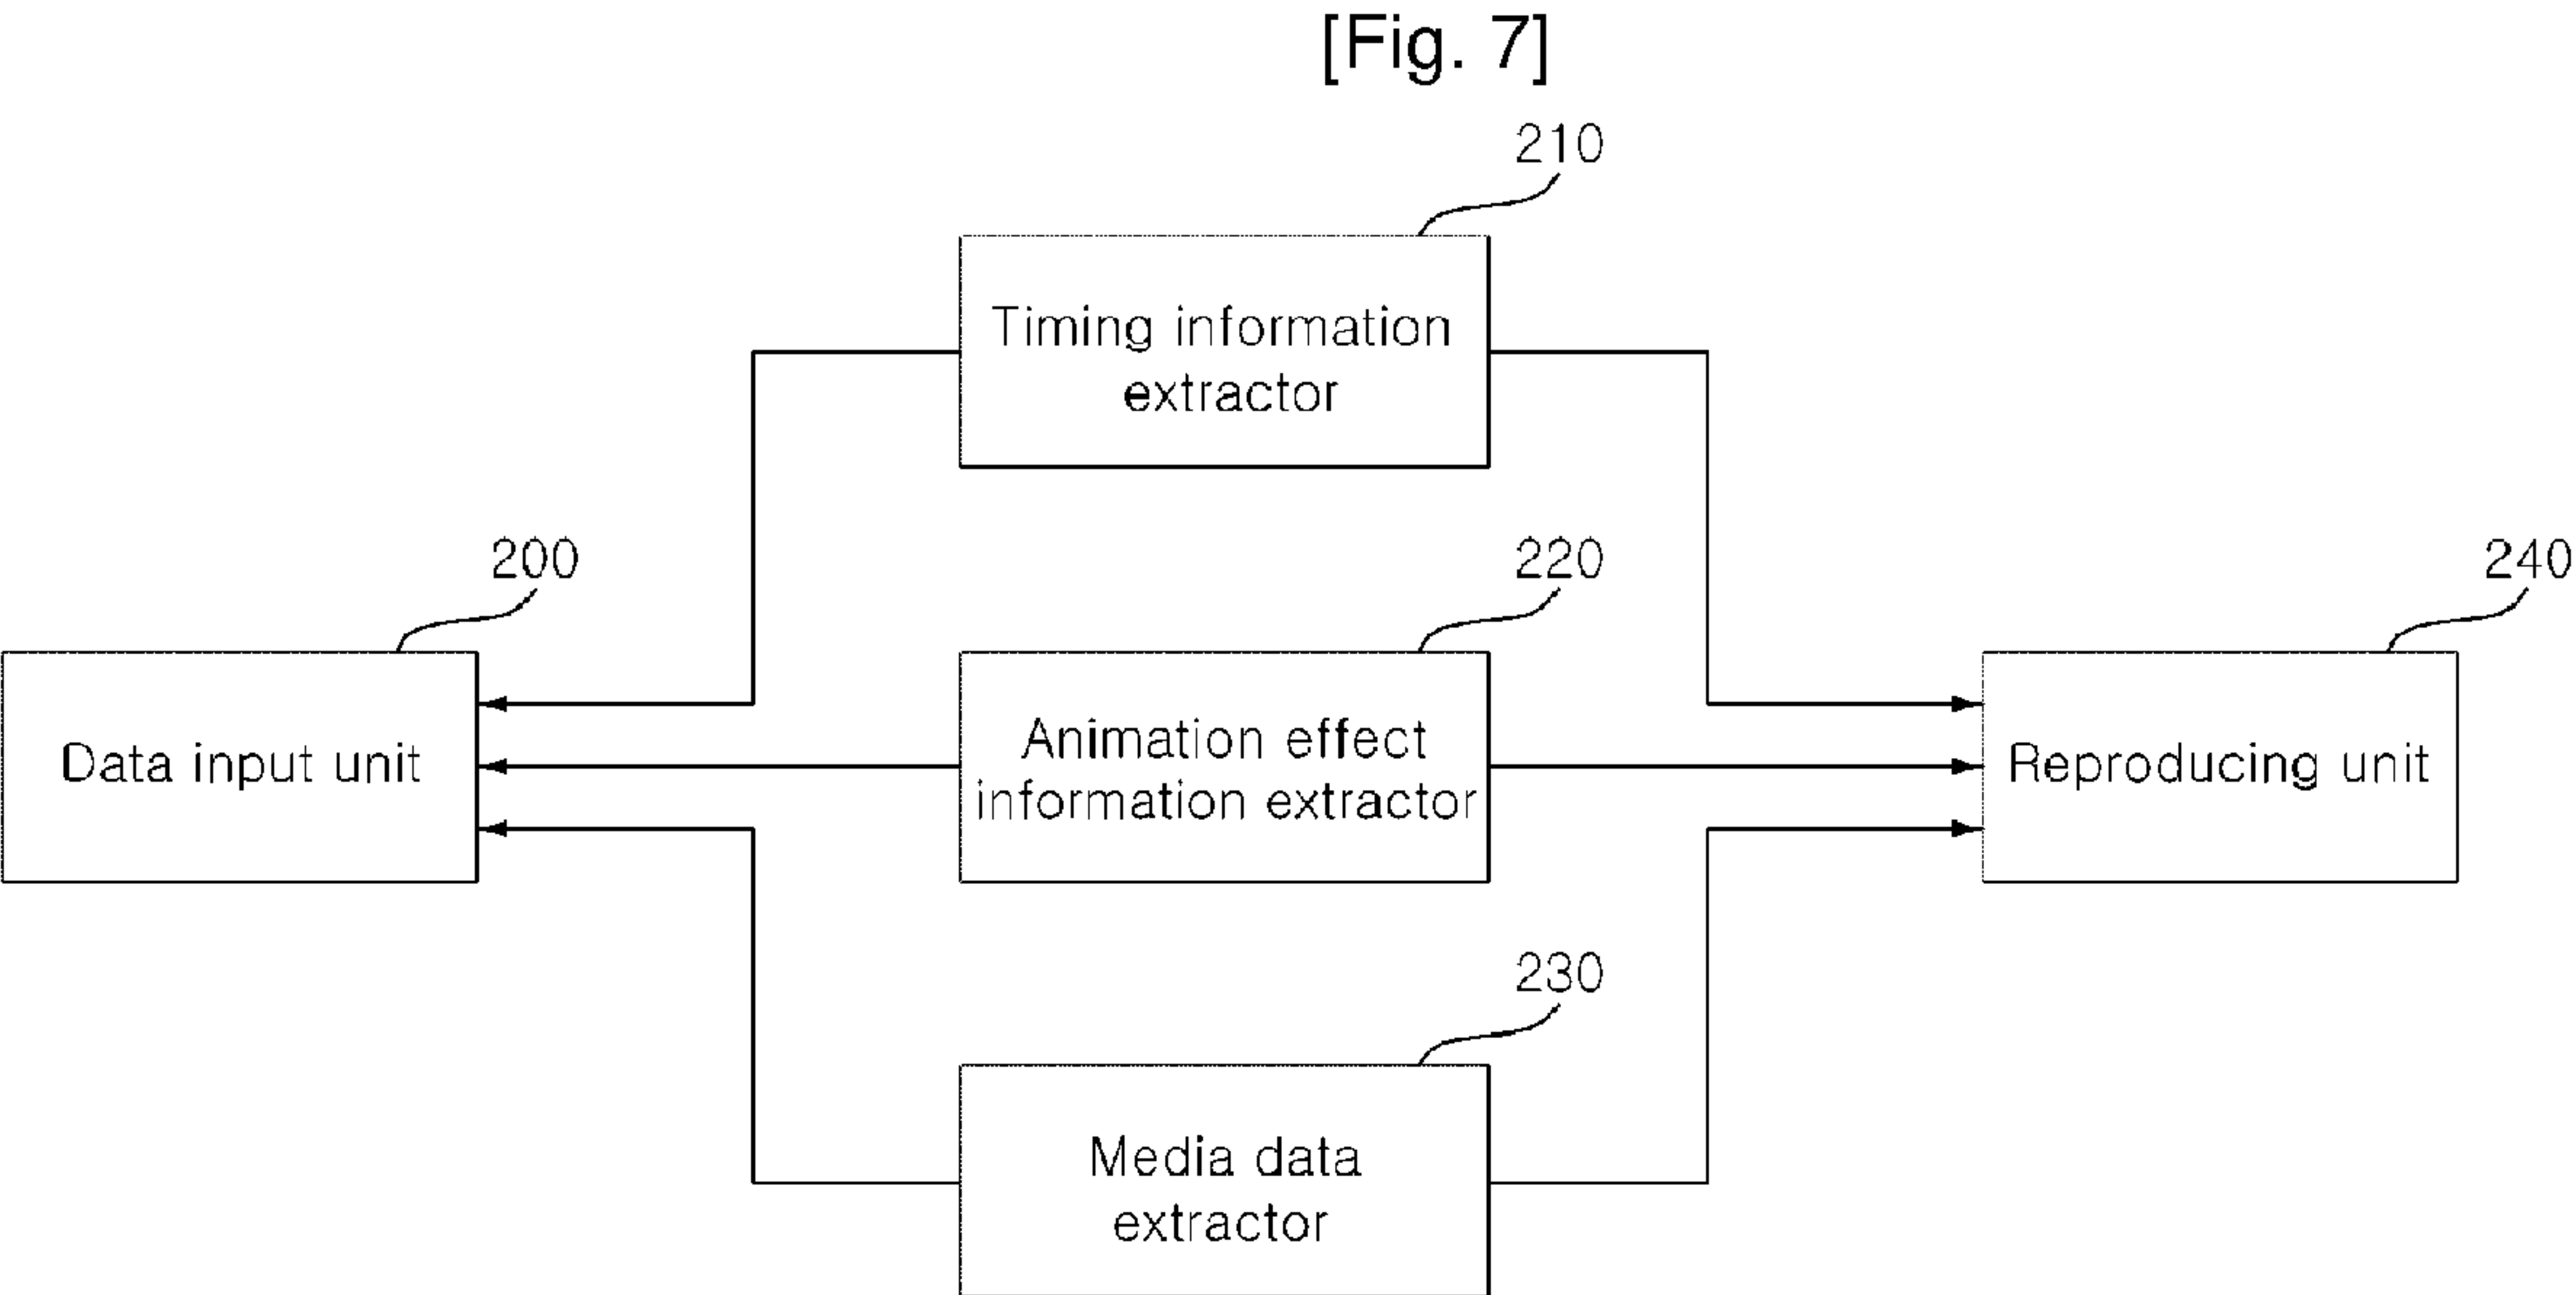 [Fig. 7]
210
Timing information
extractor
200
220
240
Data input unit
Animation effect
information extractor
Reproducing unit
230
Media data
extractor